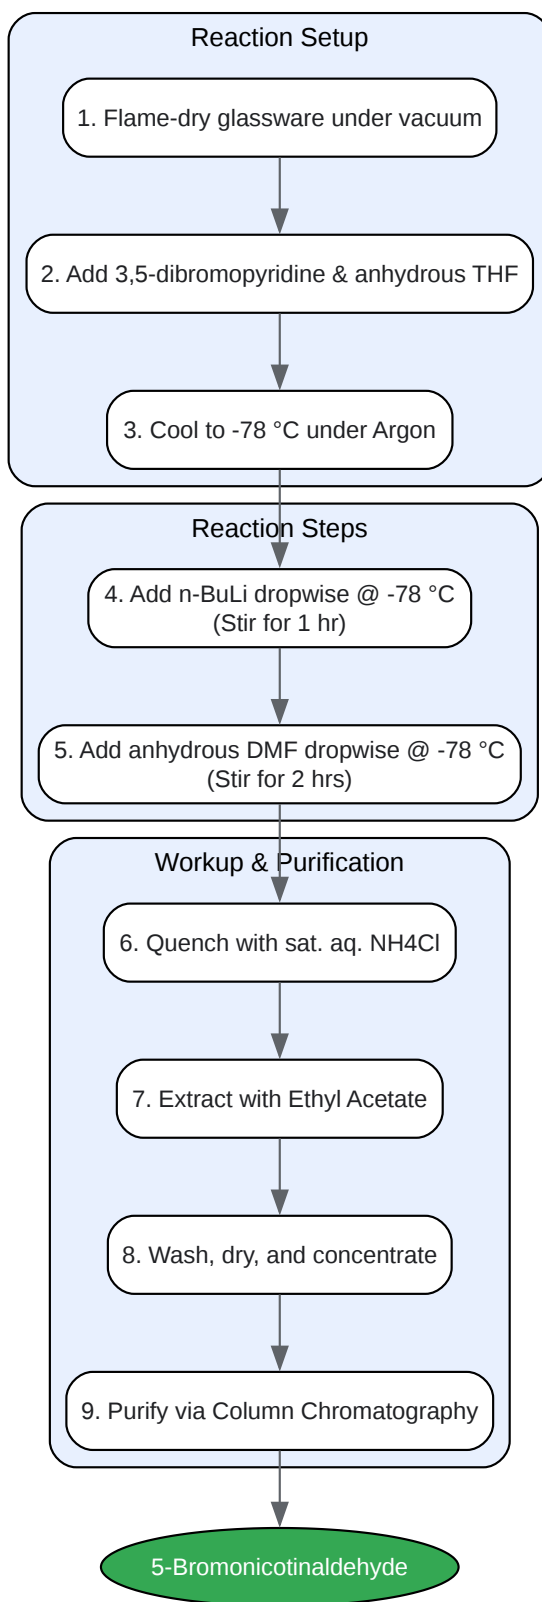 Reaction Setup
1. Flame-dry glassware under vacuum
2. Add 3,5-dibromopyridine & anhydrous THF
3. Cool to -78 °C under Argon
Reaction Steps
4. Add n-BuLi dropwise @ -78 °C
(Stir for 1 hr)
5. Add anhydrous DMF dropwise @ -78 °C
(Stir for 2 hrs)
Workup & Purification
6. Quench with sat. aq. NH4Cl
7. Extract with Ethyl Acetate
8. Wash, dry, and concentrate
9. Purify via Column Chromatography
5-Bromonicotinaldehyde